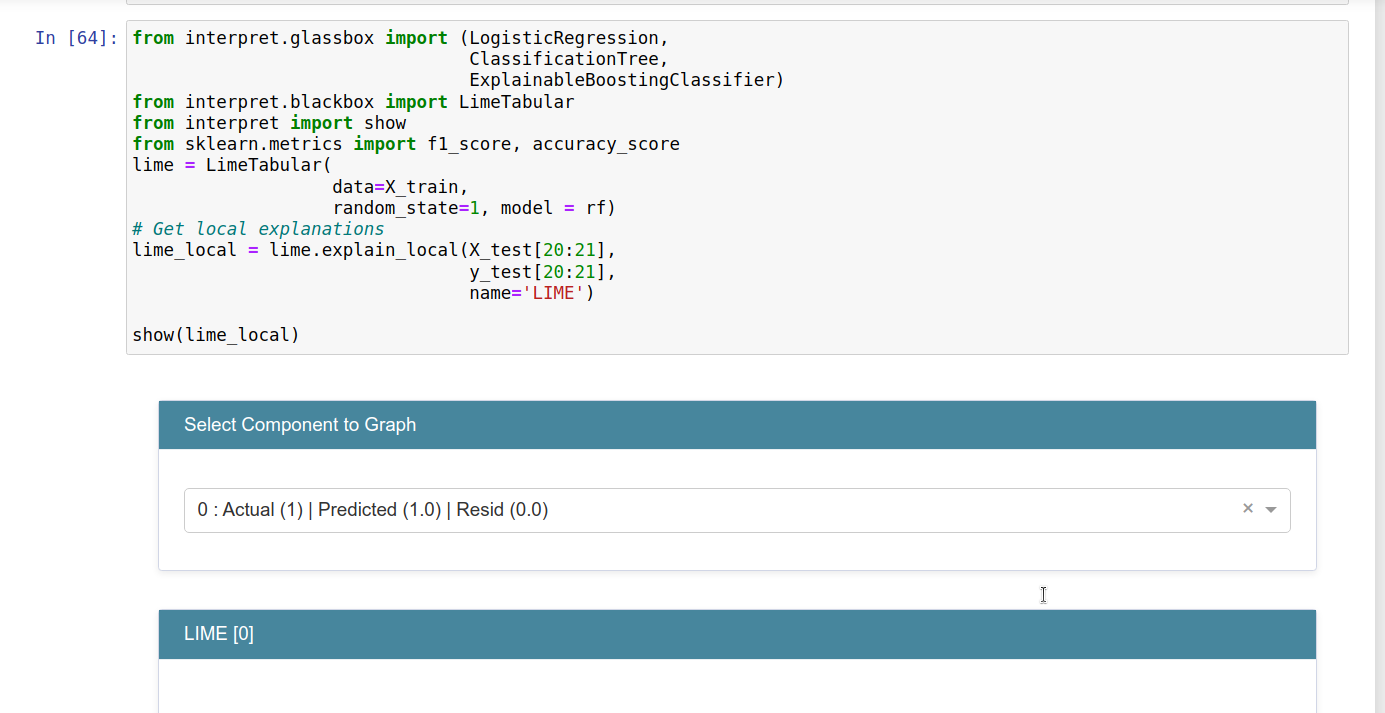 In [64]: from interpret.glassbox import (LogisticRegression,
ClassificationTree,
ExplainableBoostingClassifier)
from interpret.blackbox import LimeTabular
from interpret import show
from sklearn.metrics import f1_score, accuracy_score
lime = LimeTabular(
data=X_train,
random_state=1, model = rf)
# Get local explanations
lime_local = lime.explain_local(X_test[20:21],
y_test[20:21],
name='LIME')
show(lime_local)
Select Component to Graph
0 : Actual (1) | Predicted (1.0) | Resid (0.0)
LIME [0]